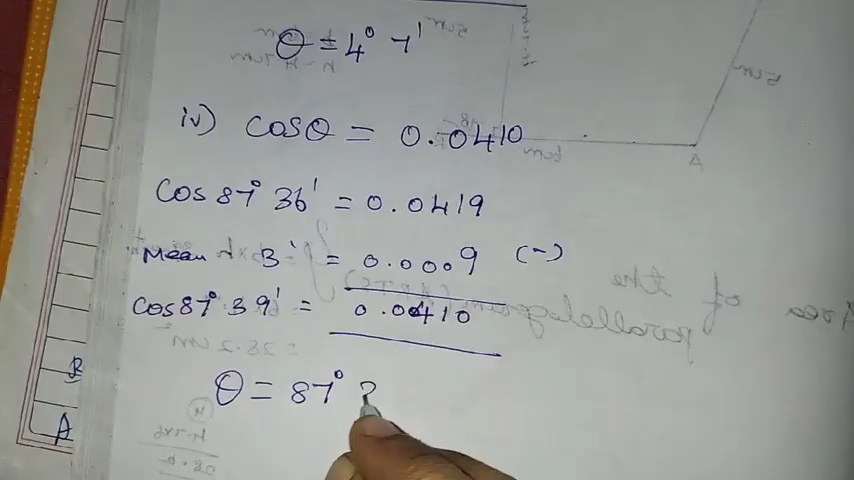 θ = 4° 7'
iv) cosθ = 0.0410
Cos 87° 36' = 0.0419
Mean 3' = 0.0009 (-)
cos 87° 39' = 0.00410
θ = 87° 3